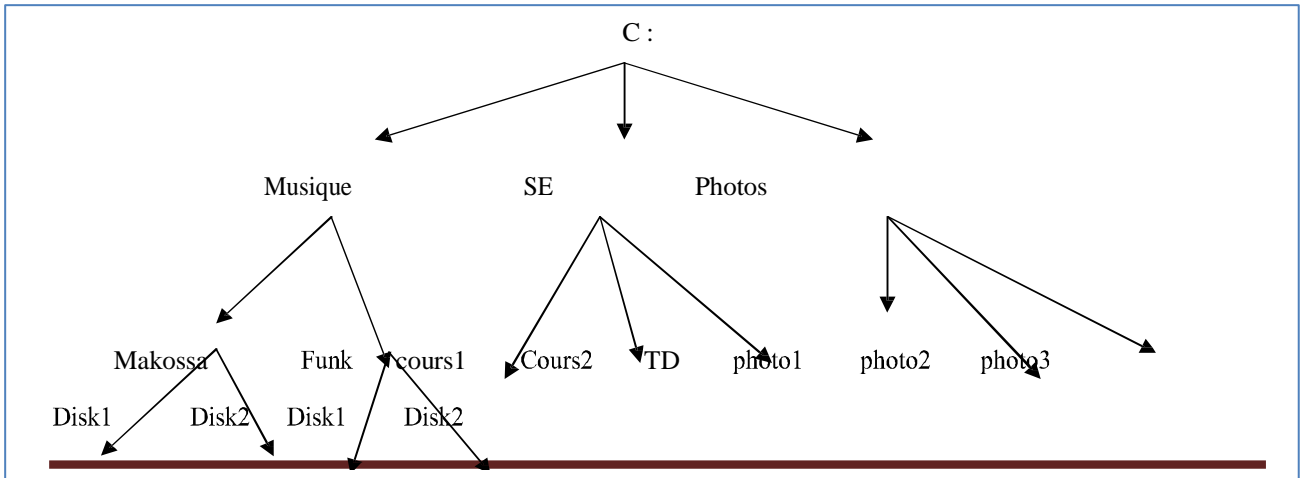 C :
Musique SE Photos
Makossa Funk cours1 Cours2 TD photo1 photo2 photo3
Disk1 Disk2 Disk1 Disk2